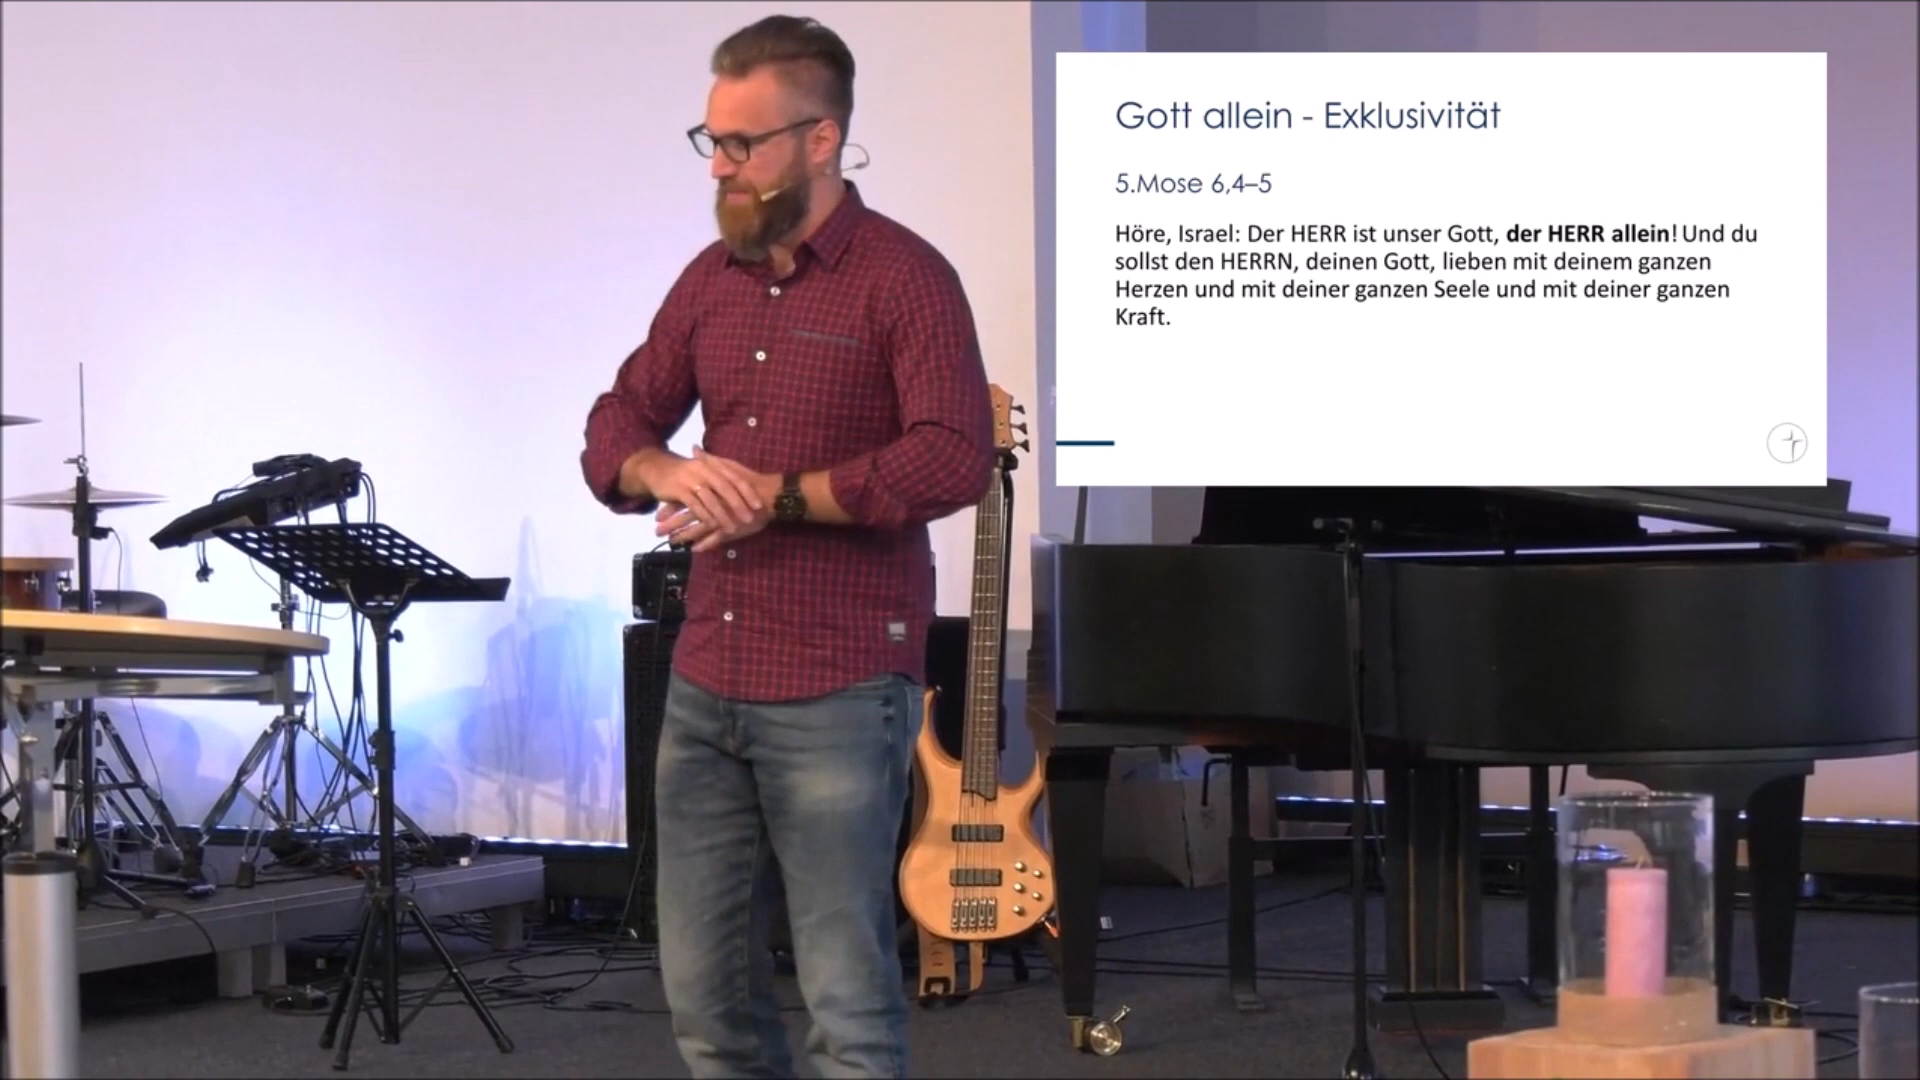 Gott allein - Exklusivität
5.Mose 6,4–5
Höre, Israel: Der HERR ist unser Gott, der HERR allein! Und du
sollst den HERRN, deinen Gott, lieben mit deinem ganzen
Herzen und mit deiner ganzen Seele und mit deiner ganzen
Kraft.